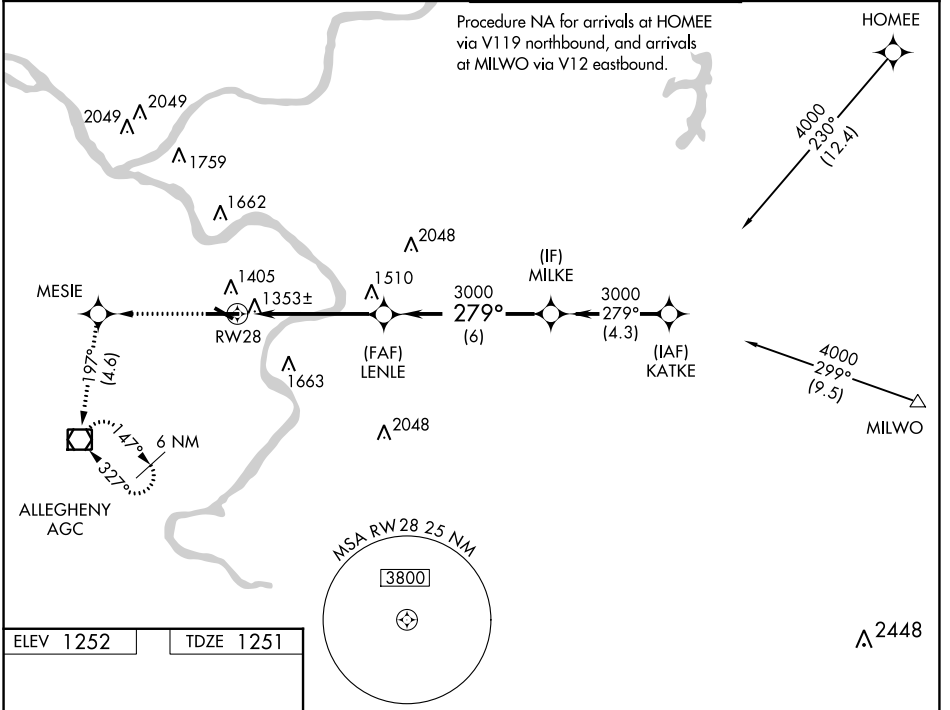 Procedure NA for arrivals at HOMEE
via V119 northbound, and arrivals
at MILWO via V12 eastbound.
HOMEE
4000
230°
(12.4)
2049
2049
1759
1662
2048
1405
1353±
1510
(IF)
MILKE
MESIE
RW28
3000
279°
(6)
3000
279°
(4.3)
(FAF)
LENLE
(IAF)
KATKE
197°
(4.6)
1663
4000
299°
(9.5)
MILWO
2048
147°
6 NM
327°
ALLEGHENY
AGC
MSA RW 28 25 NM
3800
ELEV 1252
TDZE 1251
2448